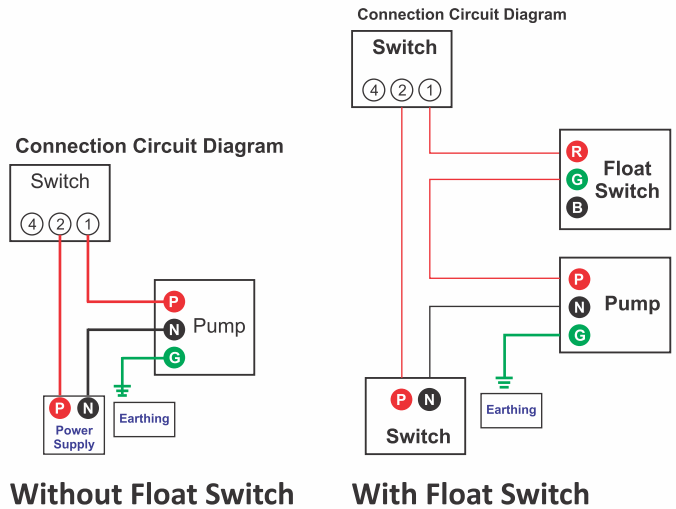 Connection Circuit Diagram
Switch
4 2 1
P
N
G
Pump
P N
Power
Supply
Earthing
Without Float Switch
Connection Circuit Diagram
Switch
4 2 1
R
G
B
Float
Switch
P
N
G
Pump
P N
Switch
Earthing
With Float Switch